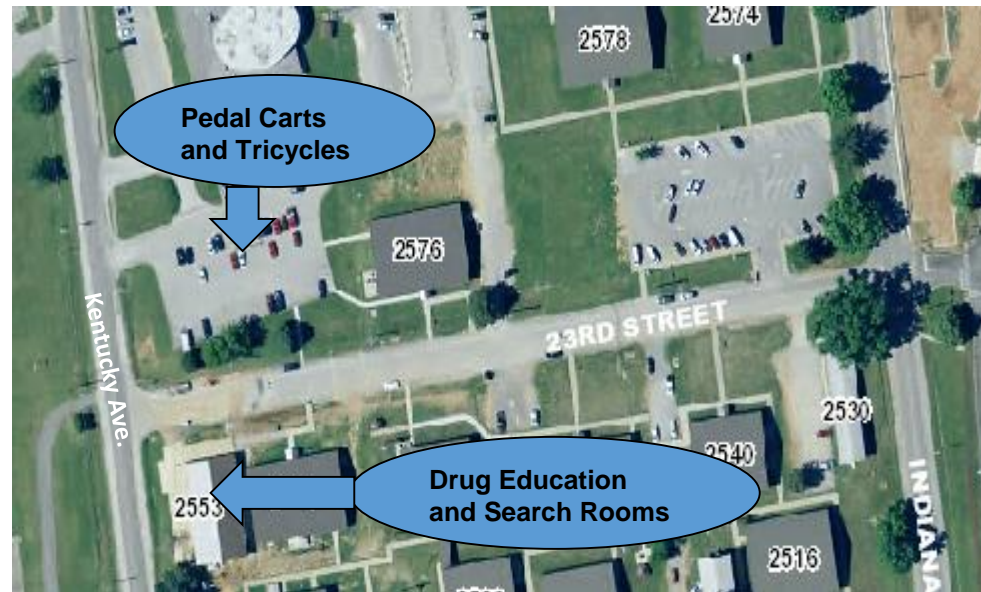 2578
2574
Pedal Carts
and Tricycles
2576
Kentucky Ave.
23RD STREET
2530
2540
Drug Education
and Search Rooms
2553
INDIANA
2516